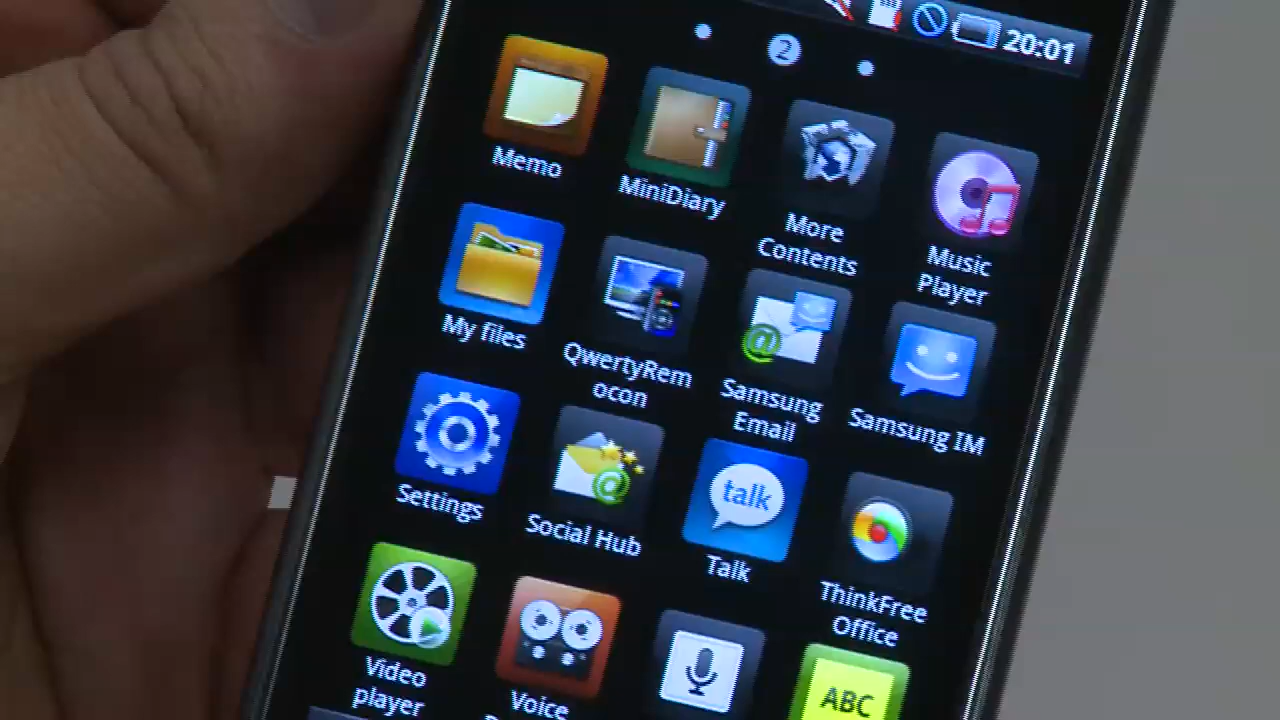 20:01
2
Memo
MiniDiary
More
Contents
Music
Player
My files
QwertyRem
ocon
Samsung
Email
Samsung IM
Settings
Social Hub
talk
Talk
ThinkFree
Office
Video
player
Voice
ABC